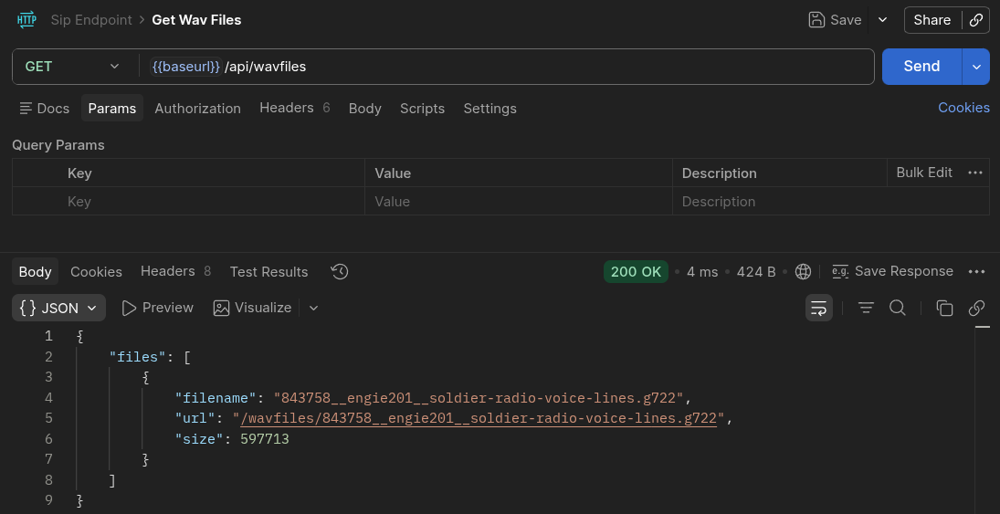 HTTP Sip Endpoint > Get Wav Files Save Share
GET {{baseurl}} /api/wavfiles Send
Docs Params Authorization Headers 6 Body Scripts Settings Cookies
Query Params
Key Value Description Bulk Edit
Key Value Description
Body Cookies Headers 8 Test Results 200 OK • 4 ms • 424 B • e.g. Save Response
{} JSON Preview Visualize
1 {
2 "files": [
3 {
4 "filename": "843758__engie201__soldier-radio-voice-lines.g722",
5 "url": "/wavfiles/843758__engie201__soldier-radio-voice-lines.g722",
6 "size": 597713
7 }
8 ]
9 }